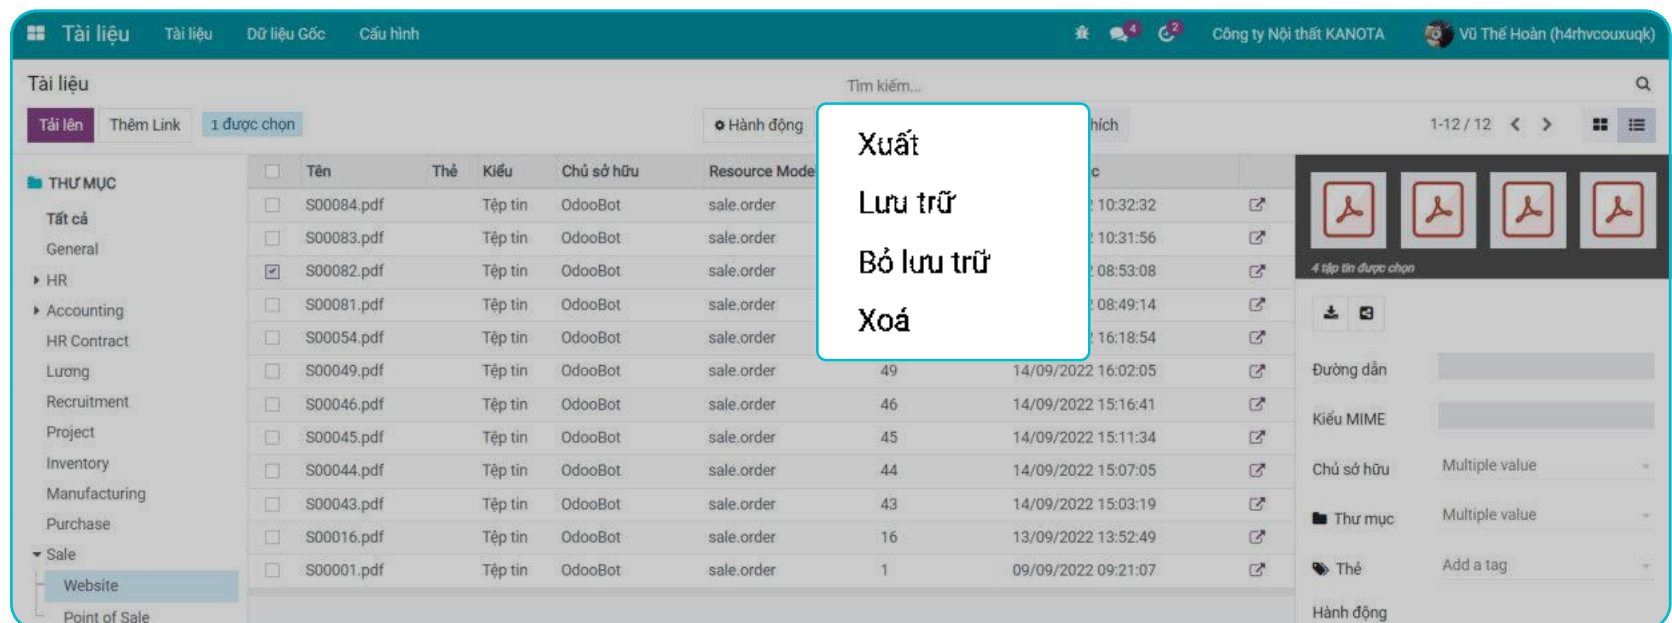 Tài liệu Tài liệu Dữ liệu Gốc Cấu hình 4 2 Công ty Nội thất KANOTA Vũ Thế Hoàn (h4rhvcouxuqk)
Tài liệu Tìm kiếm...
Tải lên Thêm Link 1 được chọn Hành động hích 1-12 / 12
Xuất
Lưu trữ
Bỏ lưu trữ
Xoá
THƯ MỤC
Tất cả
General
HR
Accounting
HR Contract
Lương
Recruitment
Project
Inventory
Manufacturing
Purchase
Sale
Website
Point of Sale
Tên Thẻ Kiểu Chủ sở hữu Resource Mode c
S00084.pdf Tệp tin OdooBot sale.order 10:32:32
S00083.pdf Tệp tin OdooBot sale.order 10:31:56
S00082.pdf Tệp tin OdooBot sale.order 08:53:08
S00081.pdf Tệp tin OdooBot sale.order 08:49:14
S00054.pdf Tệp tin OdooBot sale.order 16:18:54
S00049.pdf Tệp tin OdooBot sale.order 49 14/09/2022 16:02:05
S00046.pdf Tệp tin OdooBot sale.order 46 14/09/2022 15:16:41
S00045.pdf Tệp tin OdooBot sale.order 45 14/09/2022 15:11:34
S00044.pdf Tệp tin OdooBot sale.order 44 14/09/2022 15:07:05
S00043.pdf Tệp tin OdooBot sale.order 43 14/09/2022 15:03:19
S00016.pdf Tệp tin OdooBot sale.order 16 13/09/2022 13:52:49
S00001.pdf Tệp tin OdooBot sale.order 1 09/09/2022 09:21:07
4 tập tin được chọn
Đường dẫn
Kiểu MIME
Chủ sở hữu Multiple value
Thư mục Multiple value
Thẻ Add a tag
Hành động